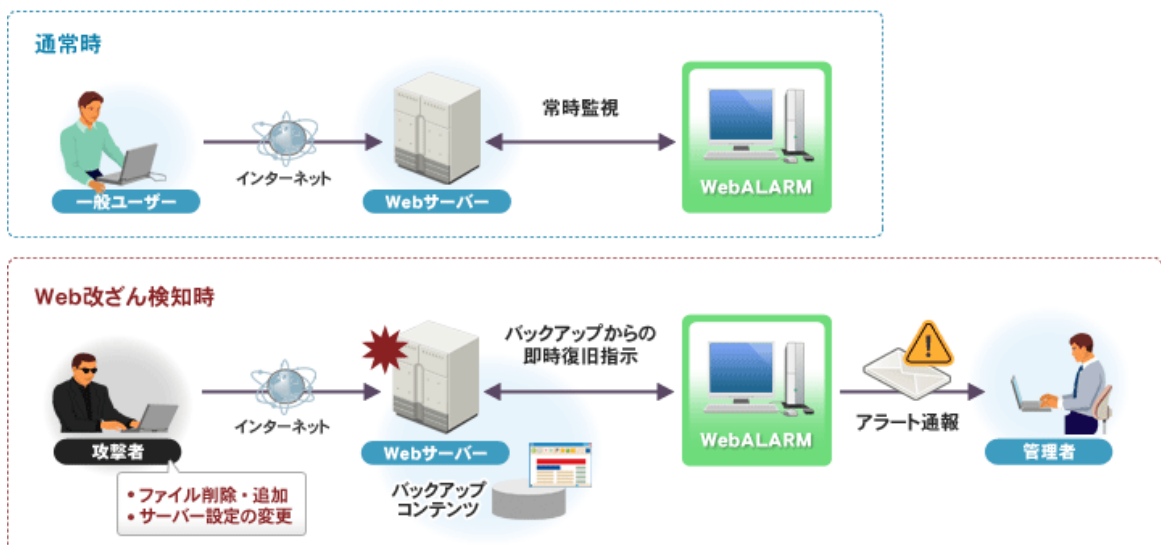 通常時
常時監視
インターネット
WebALARM
一般ユーザー
Webサーバー
Web改ざん検知時
バックアップからの
即時復旧指示
インターネット
WebALARM
アラート通報
攻撃者
Webサーバー
管理者
バックアップ
コンテンツ
•ファイル削除・追加
•サーバー設定の変更